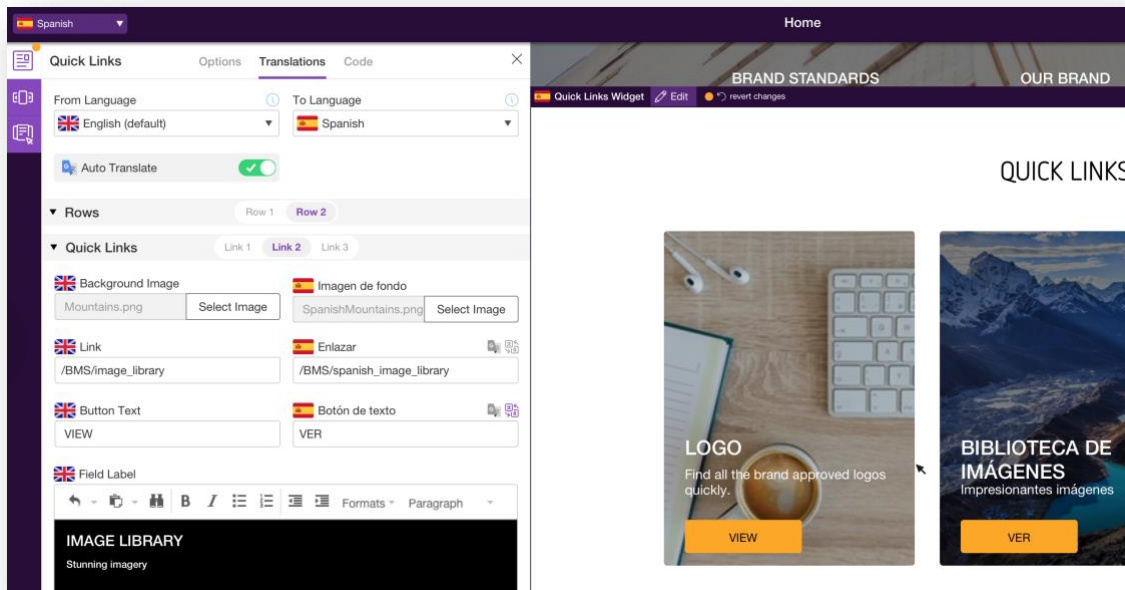 Spanish
Home
Quick Links
Options
Translations
Code
BRAND STANDARDS
OUR BRAND
Quick Links Widget
Edit
revert changes
From Language
To Language
English (default)
Spanish
Auto Translate
QUICK LINKS
Rows
Row 1
Row 2
Quick Links
Link 1
Link 2
Link 3
Background Image
Imagen de fondo
Mountains.png
Select Image
SpanishMountains.png
Select Image
Link
Enlazar
/BMS/image_library
/BMS/spanish_image_library
Button Text
Botón de texto
VIEW
VER
Field Label
B I
Formats
Paragraph
IMAGE LIBRARY
Stunning imagery
LOGO
Find all the brand approved logos
quickly.
VIEW
BIBLIOTECA DE
IMÁGENES
Impresionantes imágenes
VER